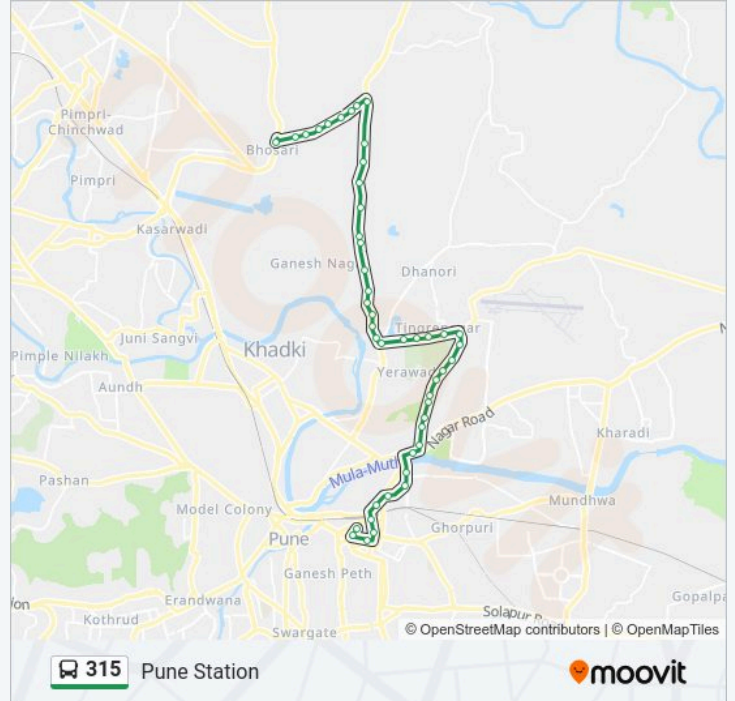 Pimpri-
Chinchwad
Bhosari
Pimpri
Kasarwadi
Ganesh Nag
Dhanori
Tingrenagar
Juni Sangvi
Khadki
Pimple Nilakh
Yerawad
Aundh
Nagar Road
Kharadi
Mula-Muth
Pashan
Mundhwa
Model Colony
Ghorpuri
Pune
Ganesh Peth
Gopalpa
Erandwana
Kothrud
Solapur
Swargate
© OpenStreetMap contributors | © OpenMapTiles
315 Pune Station
moovit